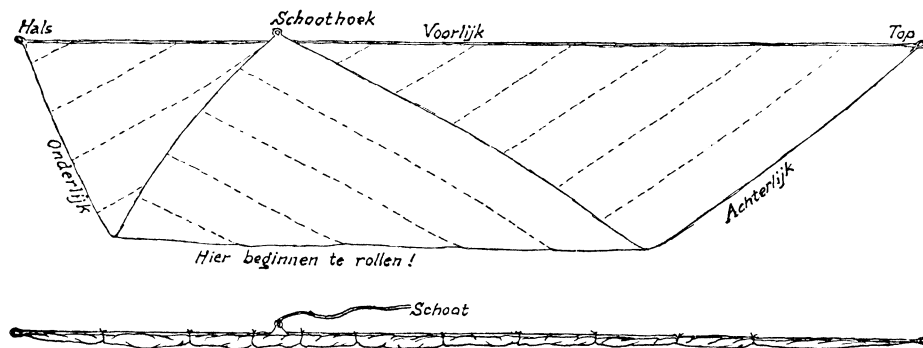 Hals
Schoothoek
Voorlijk
Top
Onderlijk
Achterlijk
Hier beginnen te rollen!
Schoot